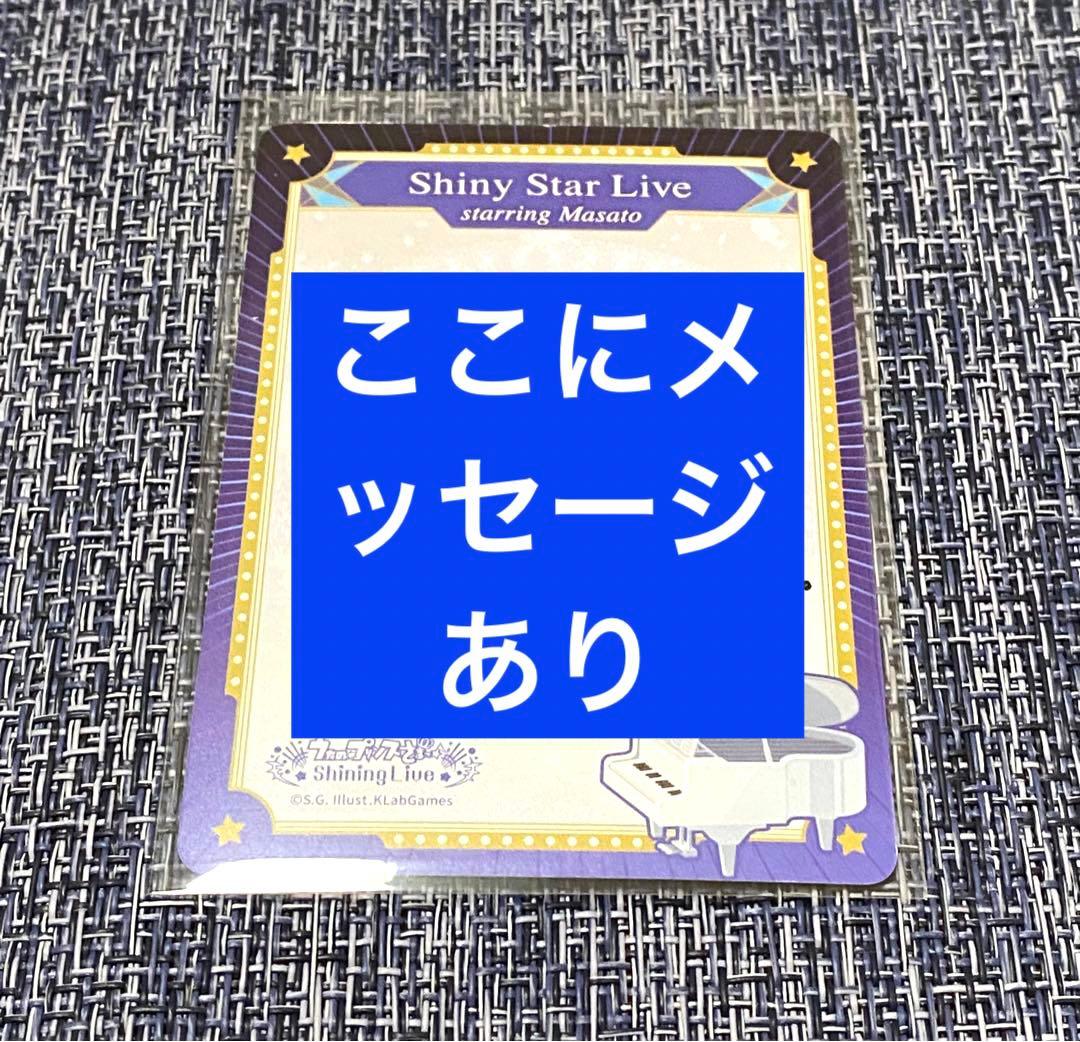 Shiny Star Live
starring Masato
ここにメ
ッセージ
あり
Shining Live
©S.G. Illust.KLabGames